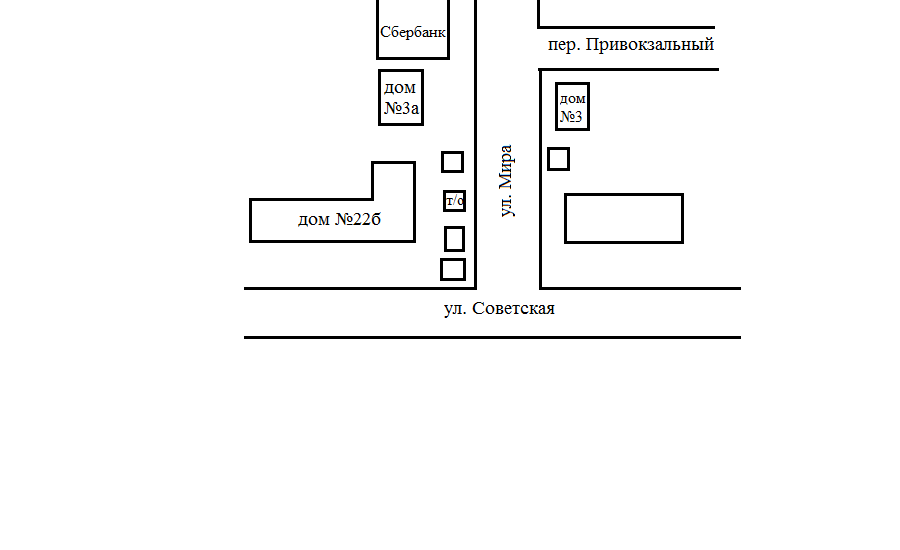 Сбербанк
пер. Привокзальный
дом
№3а
дом
№3
ул. Мира
т/о
дом №22б
ул. Советская